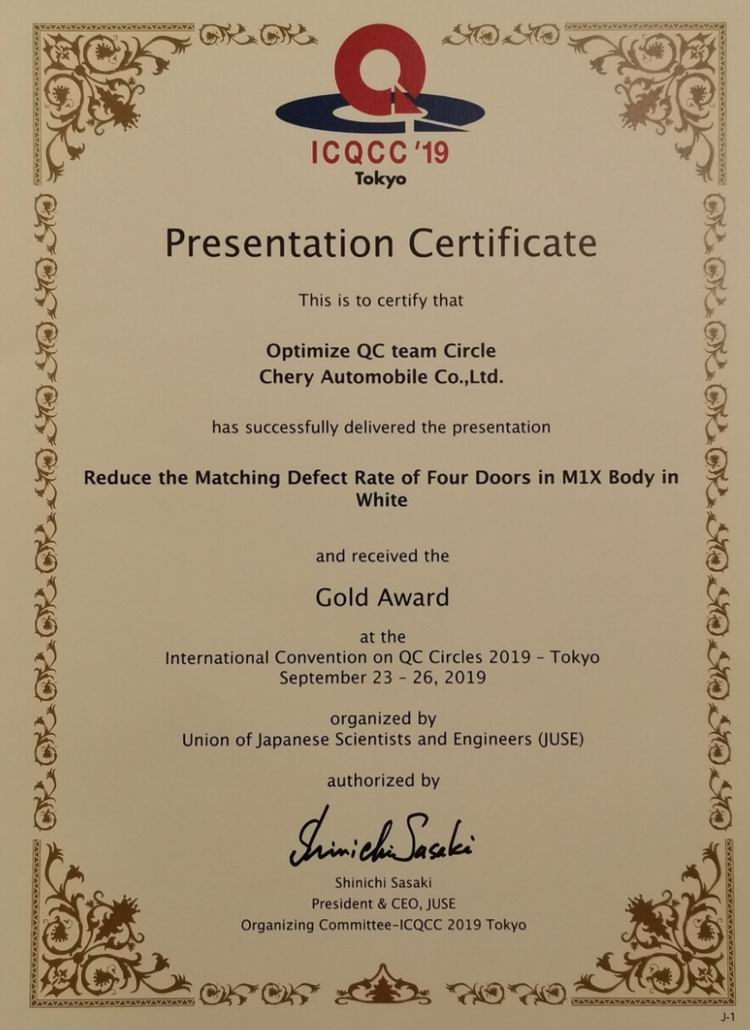 ICQCC '19
Tokyo
Presentation Certificate
This is to certify that
Optimize QC team Circle
Chery Automobile Co.,Ltd.
has successfully delivered the presentation
Reduce the Matching Defect Rate of Four Doors in M1X Body in
White
and received the
Gold Award
at the
International Convention on QC Circles 2019 – Tokyo
September 23 – 26, 2019
organized by
Union of Japanese Scientists and Engineers (JUSE)
authorized by
Shinichi Sasaki
Shinichi Sasaki
President & CEO, JUSE
Organizing Committee-ICQCC 2019 Tokyo
J-1